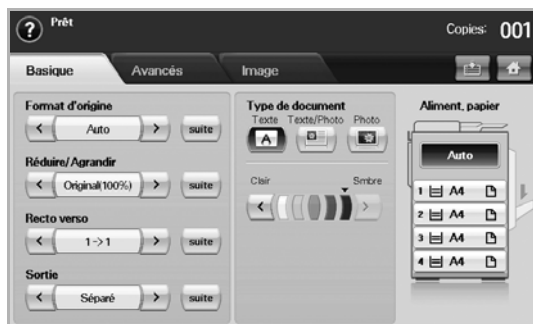 ? Prêt
Copies: 001
Basique Avancés Image
Format d'origine
Auto suite
Réduire/Agrandir
Original(100%) suite
Recto verso
1->1 suite
Sortie
Séparé suite
Type de document
Texte Texte/Photo Photo
A
Clair Smbre
Aliment. papier
Auto
1 A4
2 A4
3 A4
4 A4